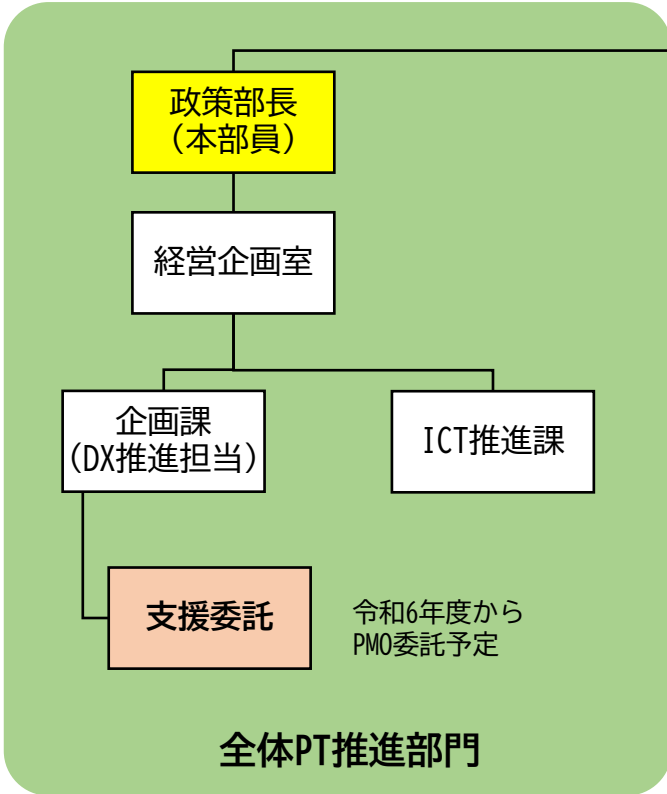 政策部長
（本部員）
経営企画室
企画課
（DX推進担当）
ICT推進課
支援委託
令和6年度から
PMO委託予定
全体PT推進部門